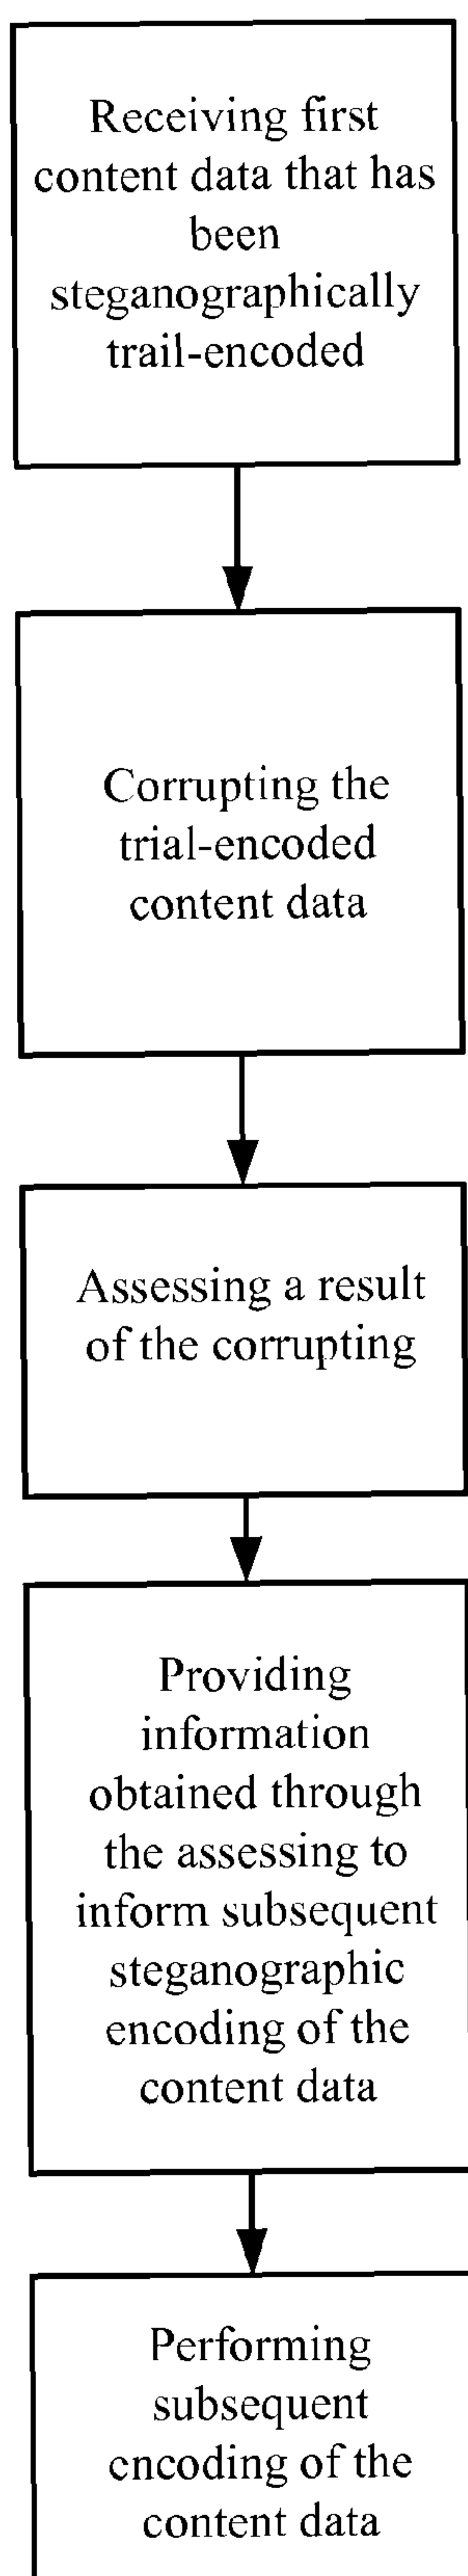 Receiving first
content data that has
been
steganographically
trail-encoded
Corrupting the
trial-encoded
content data
Assessing a result
of the corrupting
Providing
information
obtained through
the assessing to
inform subsequent
steganographic
encoding of the
content data
Performing
subsequent
encoding of the
content data